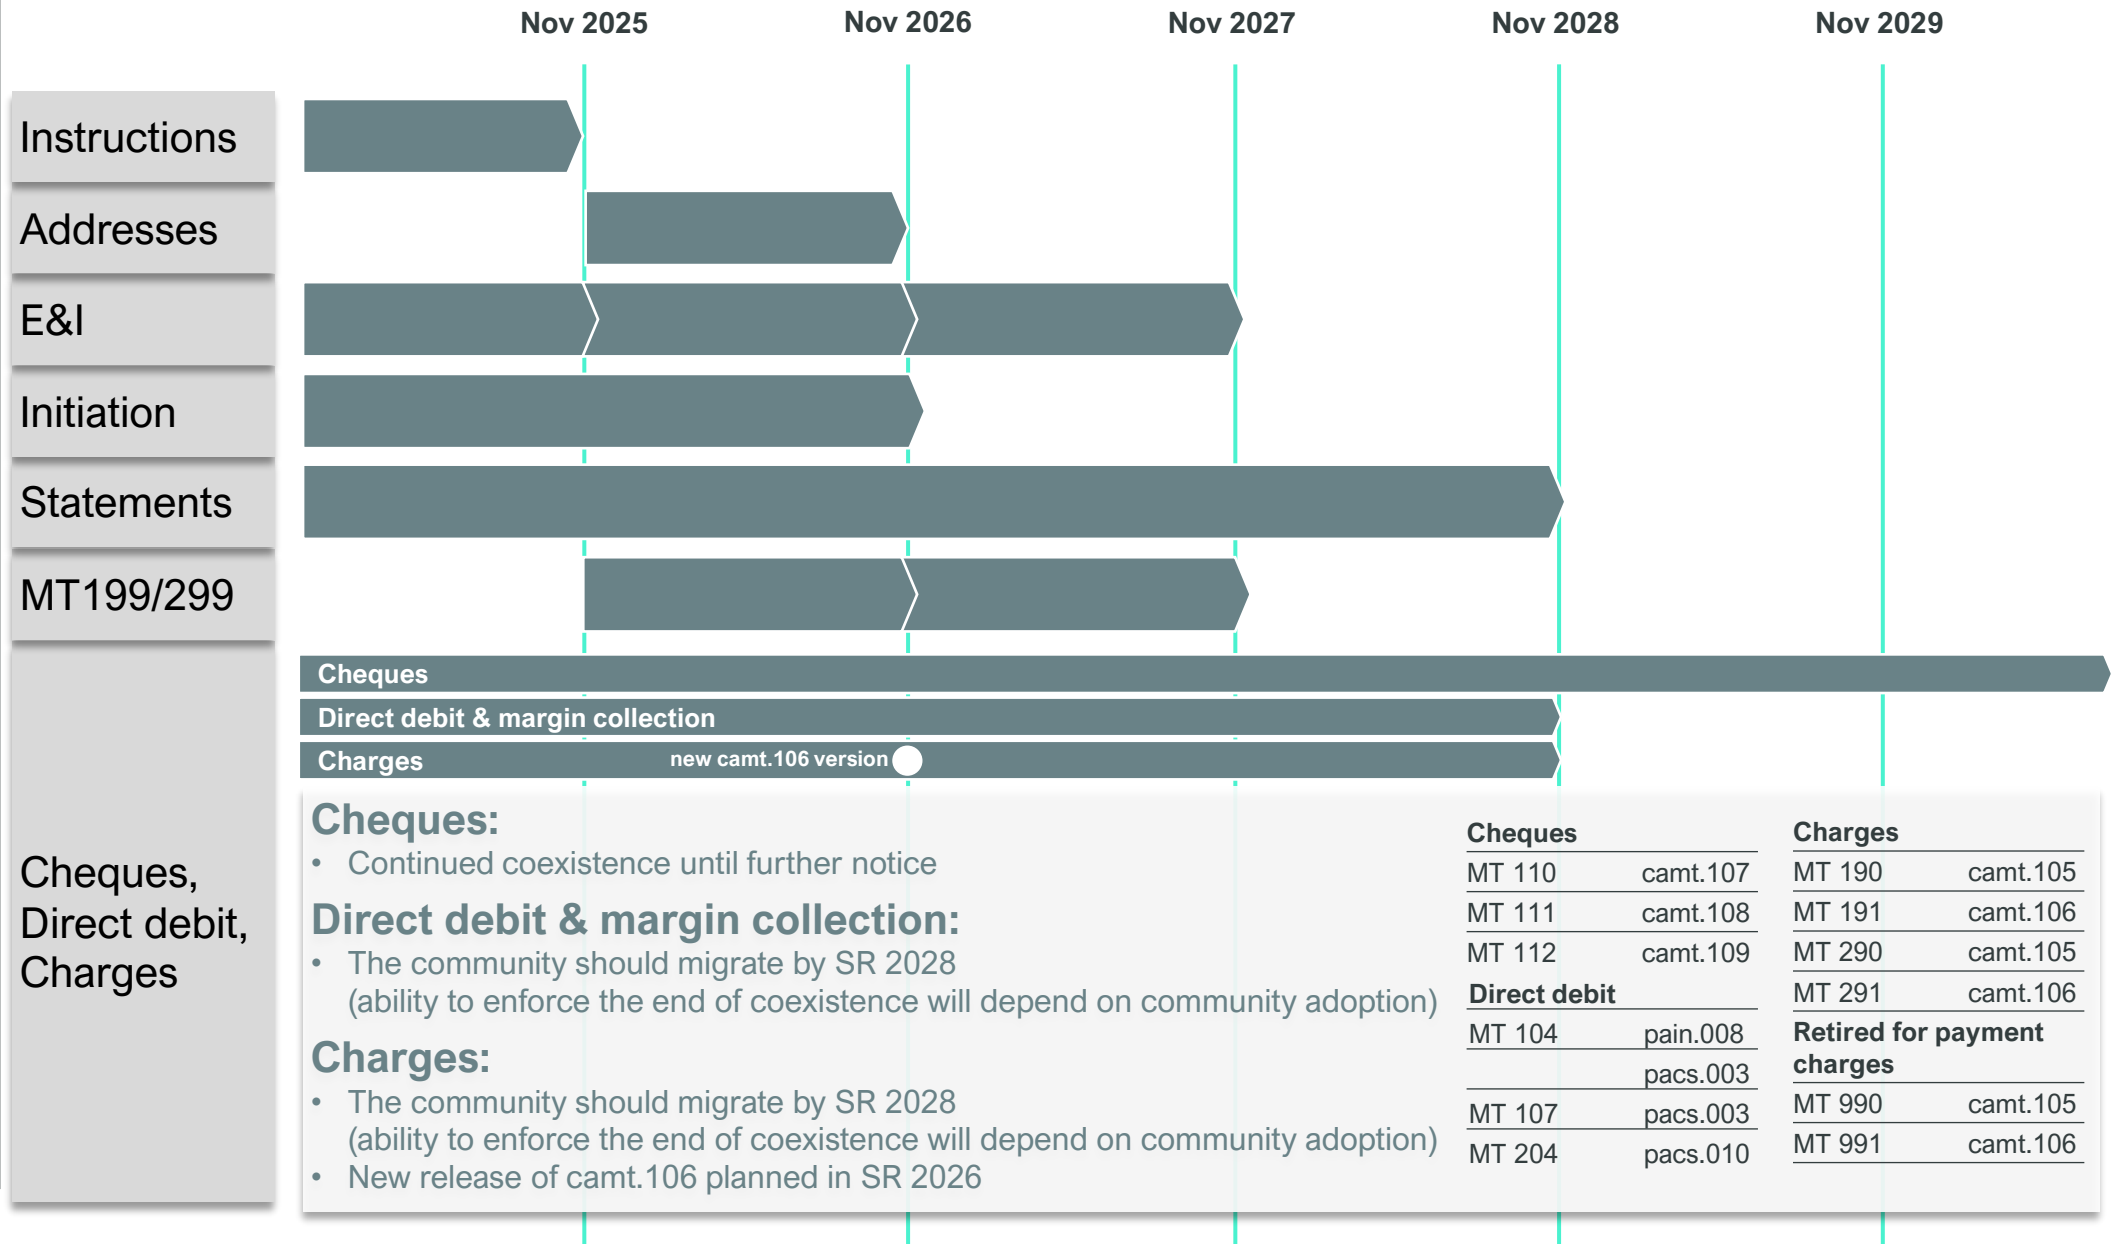 Nov 2025 Nov 2026 Nov 2027 Nov 2028 Nov 2029
Instructions
Addresses
E&I
Initiation
Statements
MT199/299
Cheques,
Direct debit,
Charges
Cheques
Direct debit & margin collection
Charges new camt.106 version
Cheques:
• Continued coexistence until further notice
Direct debit & margin collection:
• The community should migrate by SR 2028
(ability to enforce the end of coexistence will depend on community adoption)
Charges:
• The community should migrate by SR 2028
(ability to enforce the end of coexistence will depend on community adoption)
• New release of camt.106 planned in SR 2026
Cheques
MT 110 camt.107
MT 111 camt.108
MT 112 camt.109
Direct debit
MT 104 pain.008
pacs.003
MT 107 pacs.003
MT 204 pacs.010
Charges
MT 190 camt.105
MT 191 camt.106
MT 290 camt.105
MT 291 camt.106
Retired for payment
charges
MT 990 camt.105
MT 991 camt.106